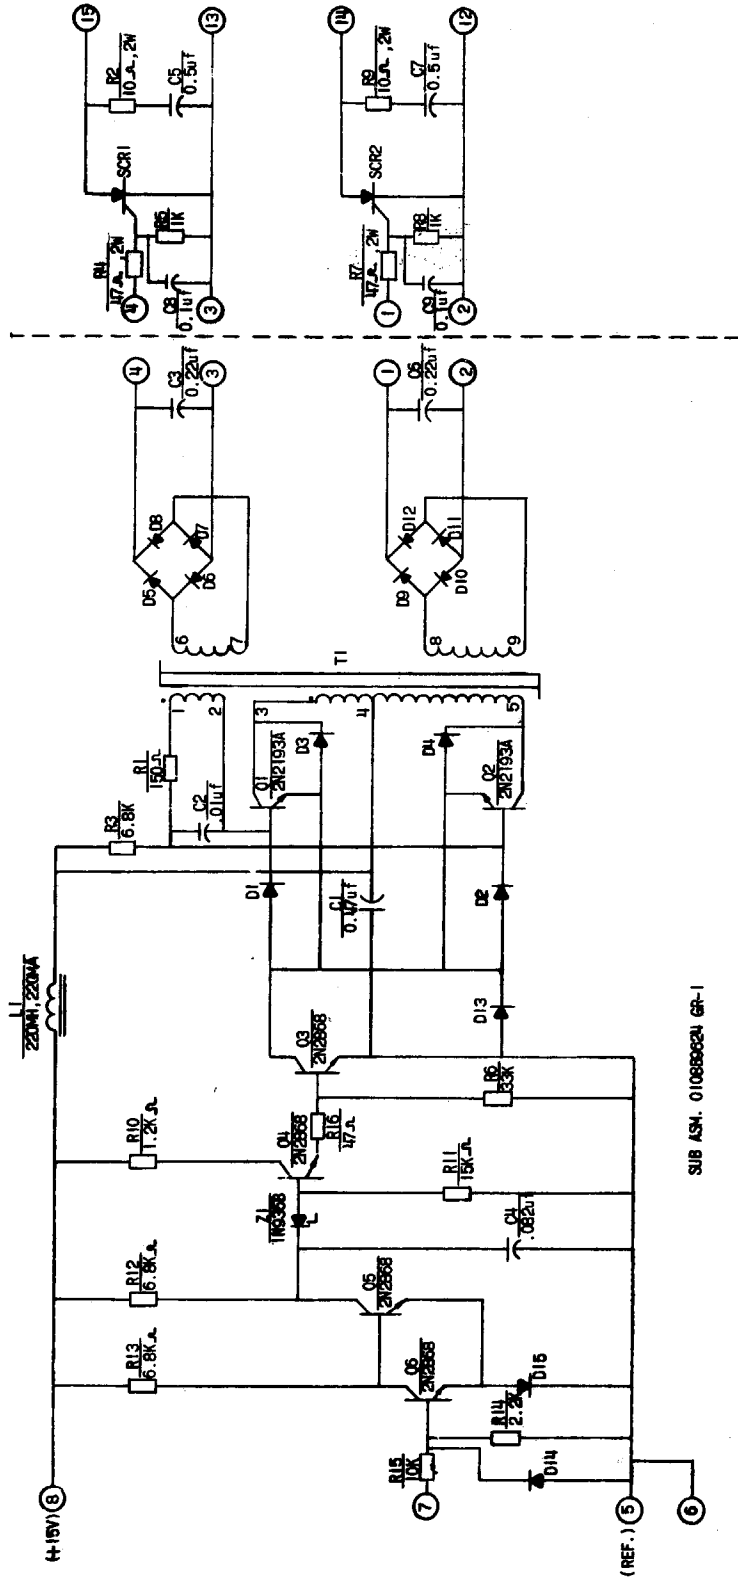 (+15V) 8
L1
220MH, 220MA
R13
6.8KΩ
R12
6.8KΩ
R10
1.2KΩ
R3
6.8K
R1
150Ω
C2
.01uf
1
2
3
4
5
6
7
8
9
T1
D1
Q1
2N2193A
D3
C1
0.47uf
D4
Q2
2N2193A
D2
D13
Q3
2N2868
Q4
2N2868
R16
47Ω
Z1
1N936B
Q5
2N2868
Q6
2N2868
R6
33K
R11
15KΩ
C4
.082uf
D15
R14
2.2K
R15
10K
D14
7
(REF.) 5
6
D5
D8
D6
D7
D9
D12
D10
D11
C3
0.22uf
4
3
C6
0.22uf
1
2
R4
47Ω, 2W
4
C8
0.1uf
3
R5
1K
SCR1
R2
10Ω, 2W
C5
0.5uf
15
13
R7
47Ω, 2W
1
C9
0.1uf
2
R8
1K
SCR2
R9
10Ω, 2W
C7
0.5uf
14
12
SUB ASM. 010889624 GR-1